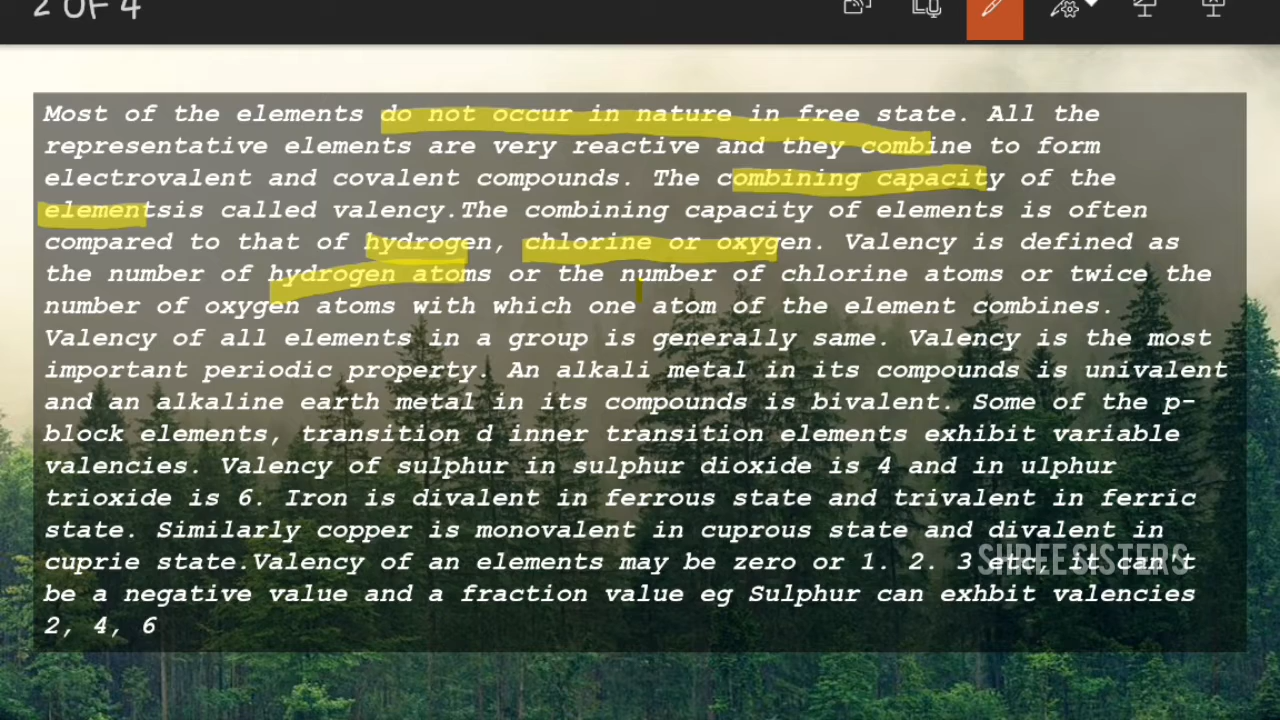 2 OF 4
Most of the elements do not occur in nature in free state. All the
representative elements are very reactive and they combine to form
electrovalent and covalent compounds. The combining capacity of the
elementsis called valency.The combining capacity of elements is often
compared to that of hydrogen, chlorine or oxygen. Valency is defined as
the number of hydrogen atoms or the number of chlorine atoms or twice the
number of oxygen atoms with which one atom of the element combines.
Valency of all elements in a group is generally same. Valency is the most
important periodic property. An alkali metal in its compounds is univalent
and an alkaline earth metal in its compounds is bivalent. Some of the p-
block elements, transition d inner transition elements exhibit variable
valencies. Valency of sulphur in sulphur dioxide is 4 and in ulphur
trioxide is 6. Iron is divalent in ferrous state and trivalent in ferric
state. Similarly copper is monovalent in cuprous state and divalent in
cuprie state.Valency of an elements may be zero or 1. 2. 3 etc, it can't
SHREE SISTERS
be a negative value and a fraction value eg Sulphur can exhbit valencies
2, 4, 6